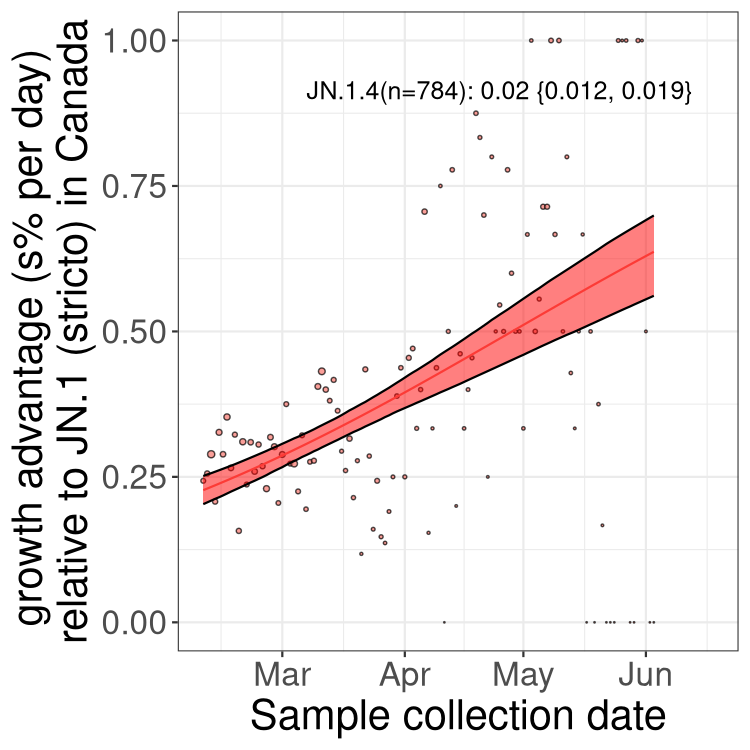 growth advantage (s% per day)
relative to JN.1 (stricto) in Canada
1.00
0.75
0.50
0.25
0.00
JN.1.4(n=784): 0.02 {0.012, 0.019}
Mar Apr May Jun
Sample collection date